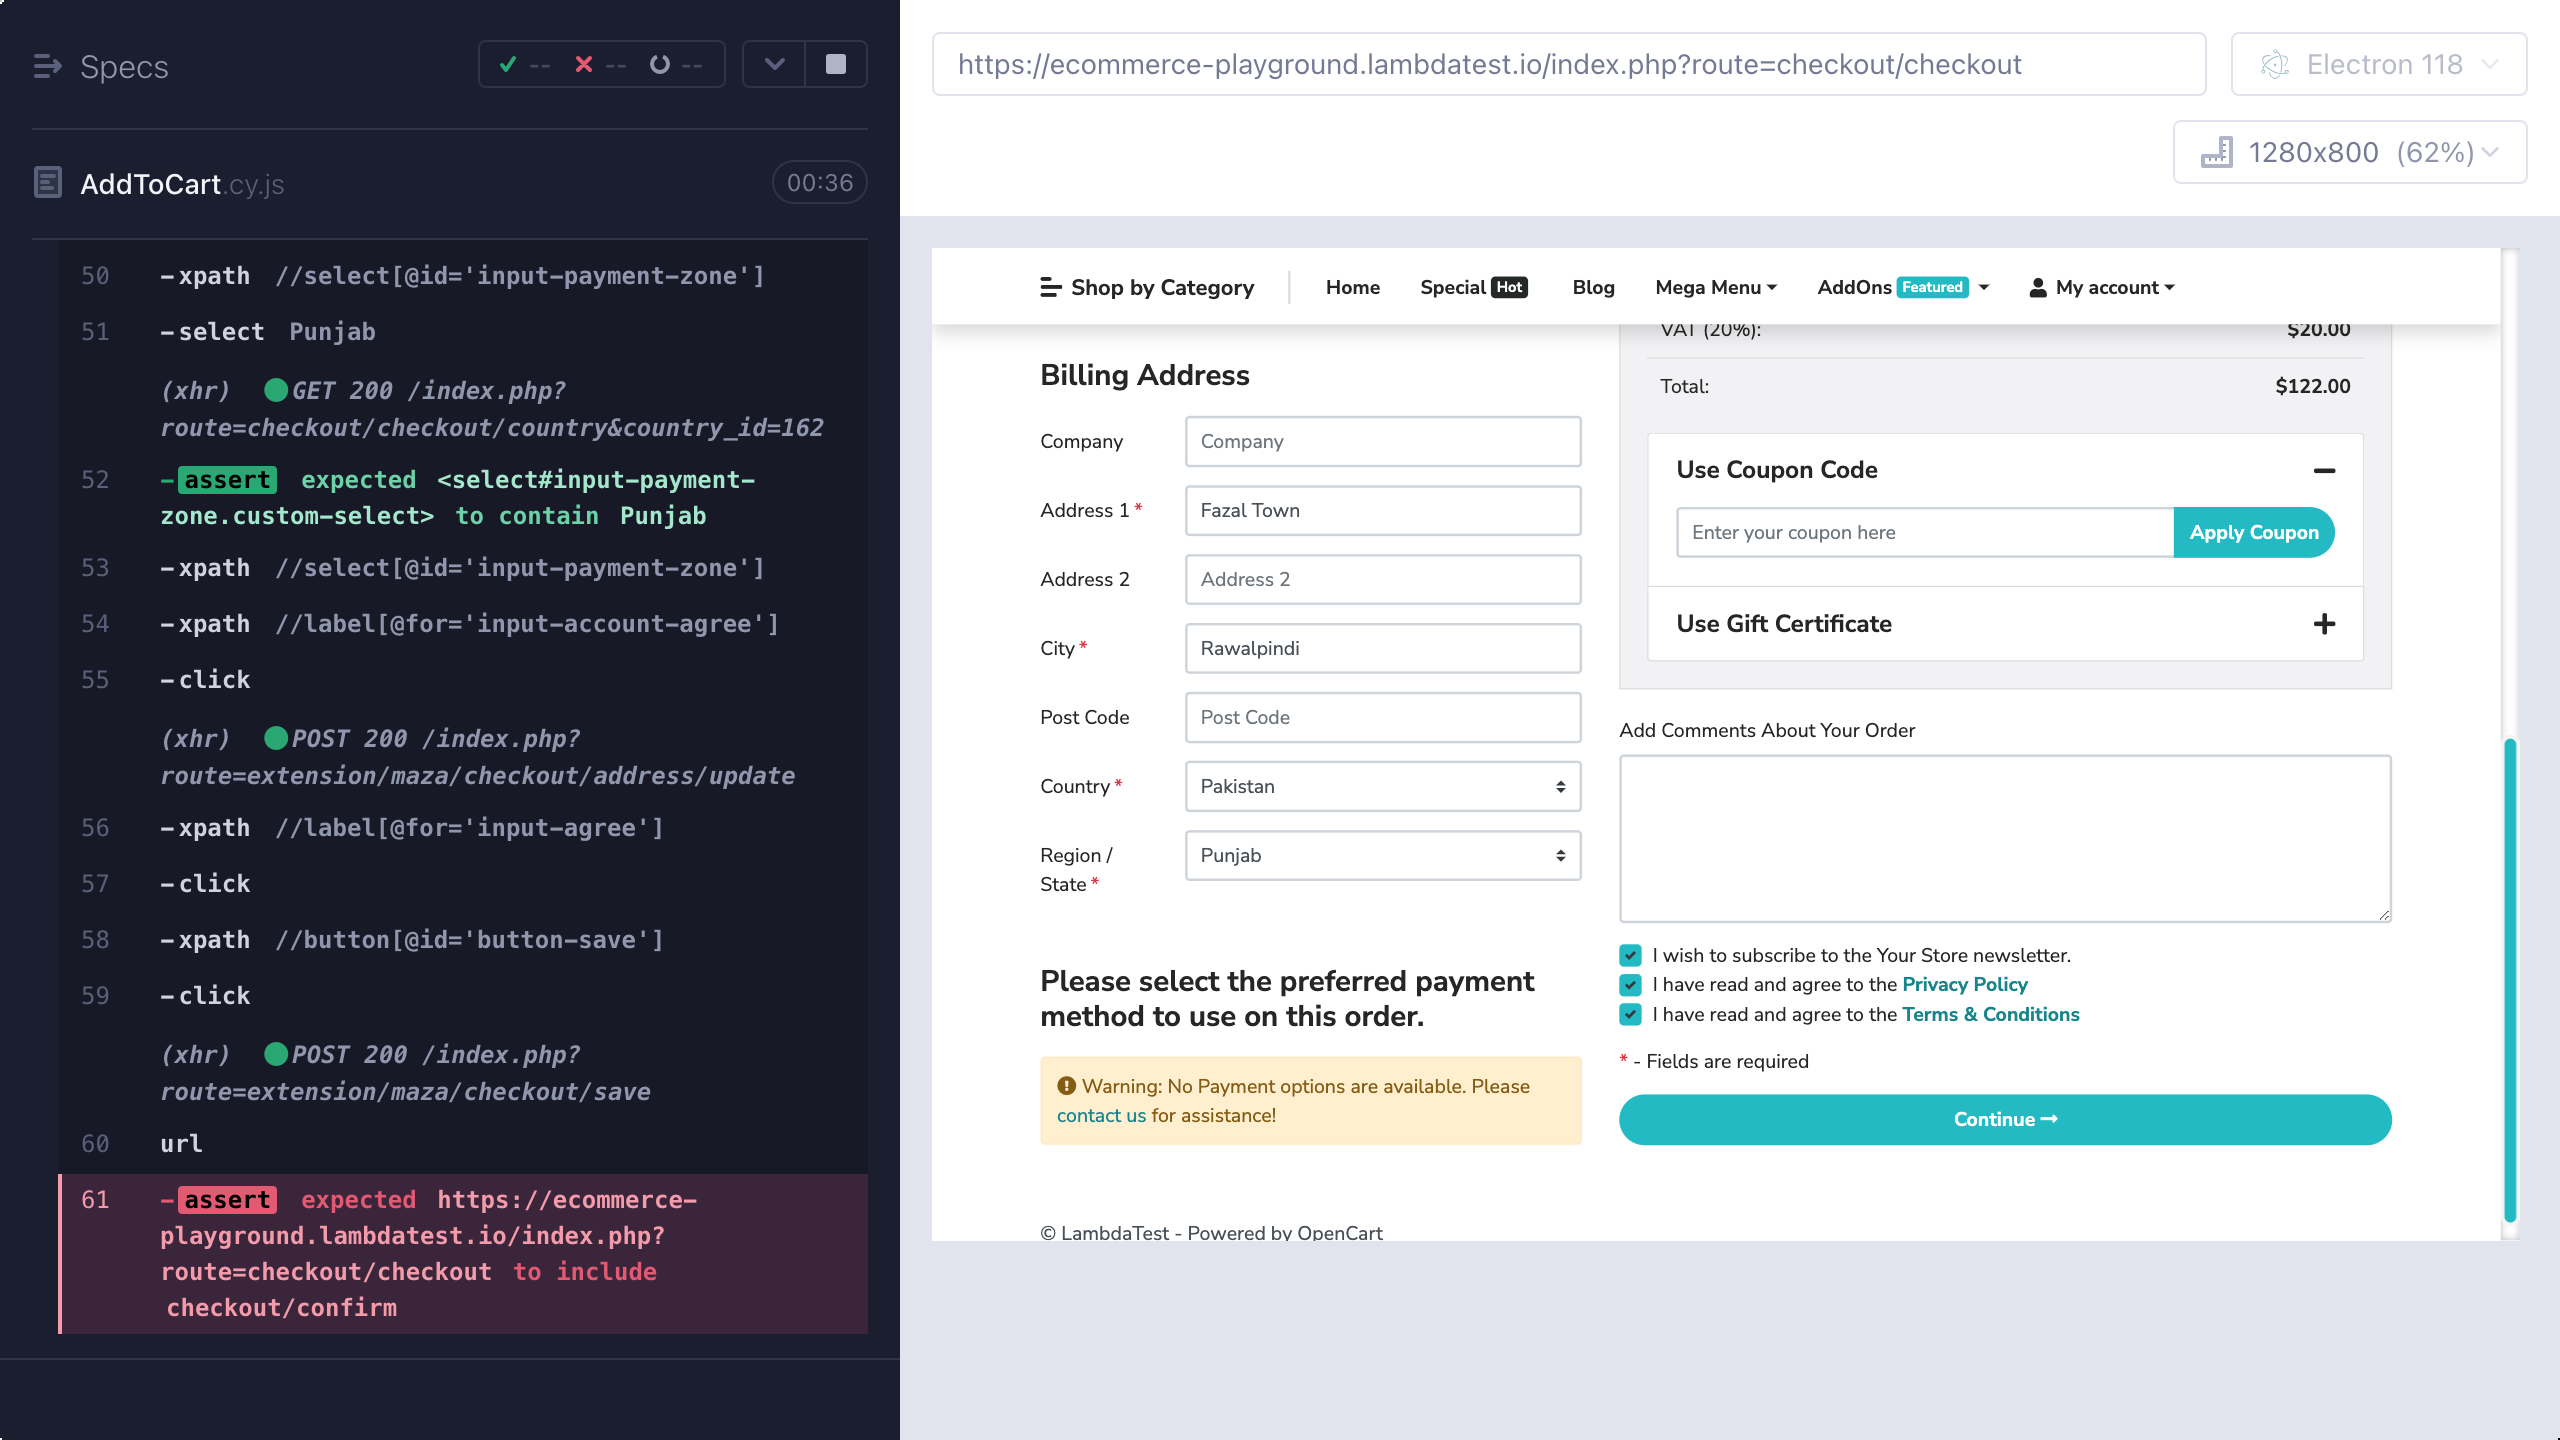 Specs
-- -- --
AddToCart.cy.js
00:36
50 -xpath //select[@id='input-payment-zone']
51 -select Punjab
(xhr) GET 200 /index.php?
route=checkout/checkout/country&country_id=162
52 -assert expected <select#input-payment-
zone.custom-select> to contain Punjab
53 -xpath //select[@id='input-payment-zone']
54 -xpath //label[@for='input-account-agree']
55 -click
(xhr) POST 200 /index.php?
route=extension/maza/checkout/address/update
56 -xpath //label[@for='input-agree']
57 -click
58 -xpath //button[@id='button-save']
59 -click
(xhr) POST 200 /index.php?
route=extension/maza/checkout/save
60 url
61 -assert expected https://ecommerce-
playground.lambdatest.io/index.php?
route=checkout/checkout to include
checkout/confirm
https://ecommerce-playground.lambdatest.io/index.php?route=checkout/checkout
Electron 118
1280x800 (62%)
Shop by Category
Home
Special Hot
Blog
Mega Menu
AddOns Featured
My account
Billing Address
Company Company
Address 1 * Fazal Town
Address 2 Address 2
City * Rawalpindi
Post Code Post Code
Country * Pakistan
Region /
State *
Punjab
Please select the preferred payment
method to use on this order.
Warning: No Payment options are available. Please
contact us for assistance!
VAT (20%): $20.00
Total: $122.00
Use Coupon Code
Enter your coupon here
Apply Coupon
Use Gift Certificate
Add Comments About Your Order
I wish to subscribe to the Your Store newsletter.
I have read and agree to the Privacy Policy
I have read and agree to the Terms & Conditions
* - Fields are required
Continue
© LambdaTest - Powered by OpenCart